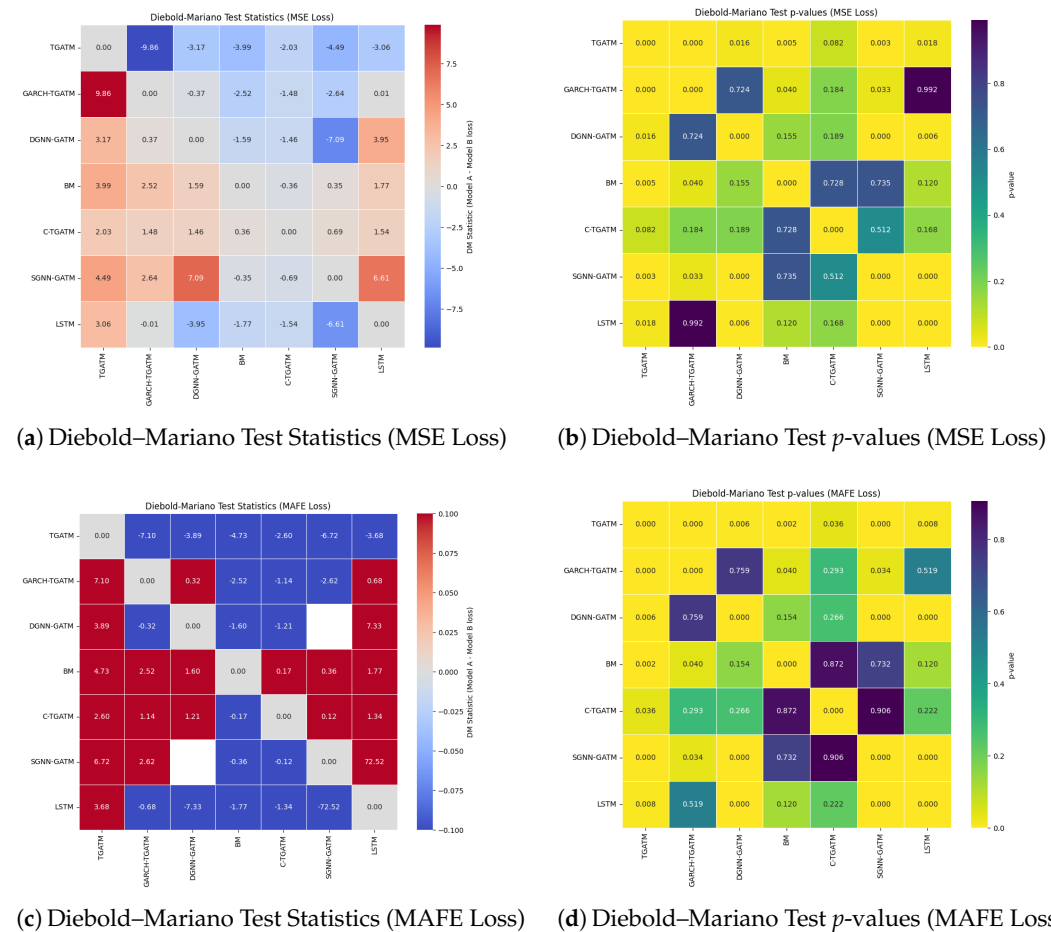 Diebold-Mariano Test Statistics (MSE Loss)
TGATM 0.00 -9.86 -3.17 -3.99 -2.03 -4.49 -3.06
GARCH-TGATM 9.86 0.00 -0.37 -2.52 -1.48 -2.64 0.01
DGNN-GATM 3.17 0.37 0.00 -1.59 -1.46 -7.09 3.95
BM 3.99 2.52 1.59 0.00 -0.36 0.35 1.77
C-TGATM 2.03 1.48 1.46 0.36 0.00 0.69 1.54
SGNN-GATM 4.49 2.64 7.09 -0.35 -0.69 0.00 6.61
LSTM 3.06 -0.01 -3.95 -1.77 -1.54 -6.61 0.00
TGATM GARCH-TGATM DGNN-GATM BM C-TGATM SGNN-GATM LSTM
7.5
5.0
2.5
0.0
−2.5
−5.0
−7.5
DM Statistic (Model A - Model B loss)
(a) Diebold–Mariano Test Statistics (MSE Loss)
Diebold-Mariano Test p-values (MSE Loss)
TGATM 0.000 0.000 0.016 0.005 0.082 0.003 0.018
GARCH-TGATM 0.000 0.000 0.724 0.040 0.184 0.033 0.992
DGNN-GATM 0.016 0.724 0.000 0.155 0.189 0.000 0.006
BM 0.005 0.040 0.155 0.000 0.728 0.735 0.120
C-TGATM 0.082 0.184 0.189 0.728 0.000 0.512 0.168
SGNN-GATM 0.003 0.033 0.000 0.735 0.512 0.000 0.000
LSTM 0.018 0.992 0.006 0.120 0.168 0.000 0.000
TGATM GARCH-TGATM DGNN-GATM BM C-TGATM SGNN-GATM LSTM
0.8
0.6
0.4
0.2
0.0
p-value
(b) Diebold–Mariano Test p-values (MSE Loss)
Diebold-Mariano Test Statistics (MAFE Loss)
TGATM 0.00 -7.10 -3.89 -4.73 -2.60 -6.72 -3.68
GARCH-TGATM 7.10 0.00 0.32 -2.52 -1.14 -2.62 0.68
DGNN-GATM 3.89 -0.32 0.00 -1.60 -1.21 7.33
BM 4.73 2.52 1.60 0.00 0.17 0.36 1.77
C-TGATM 2.60 1.14 1.21 -0.17 0.00 0.12 1.34
SGNN-GATM 6.72 2.62 -0.36 -0.12 0.00 72.52
LSTM 3.68 -0.68 -7.33 -1.77 -1.34 -72.52 0.00
TGATM GARCH-TGATM DGNN-GATM BM C-TGATM SGNN-GATM LSTM
0.100
0.075
0.050
0.025
0.000
−0.025
−0.050
−0.075
−0.100
DM Statistic (Model A - Model B loss)
(c) Diebold–Mariano Test Statistics (MAFE Loss)
Diebold-Mariano Test p-values (MAFE Loss)
TGATM 0.000 0.000 0.006 0.002 0.036 0.000 0.008
GARCH-TGATM 0.000 0.000 0.759 0.040 0.293 0.034 0.519
DGNN-GATM 0.006 0.759 0.000 0.154 0.266 0.000 0.000
BM 0.002 0.040 0.154 0.000 0.872 0.732 0.120
C-TGATM 0.036 0.293 0.266 0.872 0.000 0.906 0.222
SGNN-GATM 0.000 0.034 0.000 0.732 0.906 0.000 0.000
LSTM 0.008 0.519 0.000 0.120 0.222 0.000 0.000
TGATM GARCH-TGATM DGNN-GATM BM C-TGATM SGNN-GATM LSTM
0.8
0.6
0.4
0.2
0.0
p-value
(d) Diebold–Mariano Test p-values (MAFE Loss